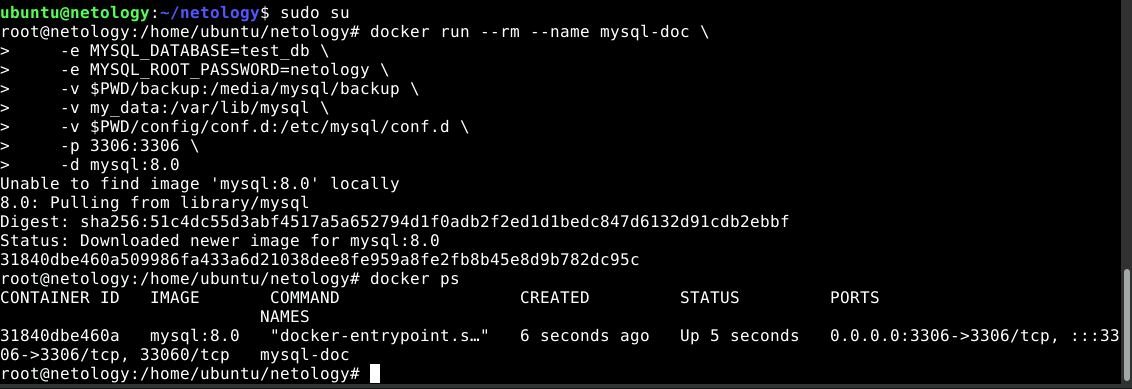 ubuntu@netology:~/netology$ sudo su
root@netology:/home/ubuntu/netology# docker run --rm --name mysql-doc \
>     -e MYSQL_DATABASE=test_db \
>     -e MYSQL_ROOT_PASSWORD=netology \
>     -v $PWD/backup:/media/mysql/backup \
>     -v my_data:/var/lib/mysql \
>     -v $PWD/config/conf.d:/etc/mysql/conf.d \
>     -p 3306:3306 \
>     -d mysql:8.0
Unable to find image 'mysql:8.0' locally
8.0: Pulling from library/mysql
Digest: sha256:51c4dc55d3abf4517a5a652794d1f0adb2f2ed1d1bedc847d6132d91cdb2ebbf
Status: Downloaded newer image for mysql:8.0
31840dbe460a509986fa433a6d21038dee8fe959a8fe2fb8b45e8d9b782dc95c
root@netology:/home/ubuntu/netology# docker ps
CONTAINER ID   IMAGE       COMMAND                  CREATED         STATUS         PORTS
                          NAMES
31840dbe460a   mysql:8.0   "docker-entrypoint.s…"   6 seconds ago   Up 5 seconds   0.0.0.0:3306->3306/tcp, :::33
06->3306/tcp, 33060/tcp   mysql-doc
root@netology:/home/ubuntu/netology#